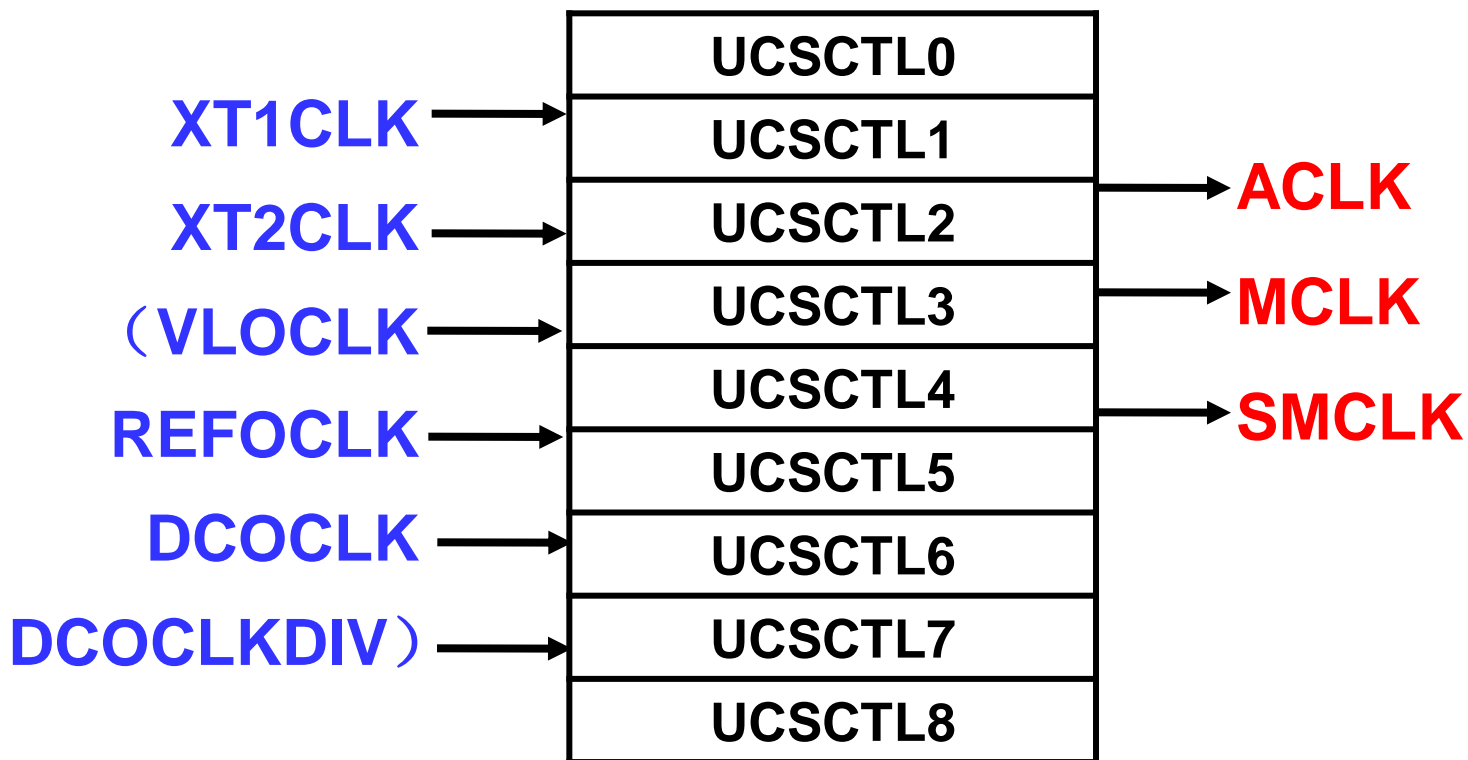 XT1CLK
XT2CLK
（VLOCLK
REFOCLK
DCOCLK
DCOCLKDIV）
UCSCTL0
UCSCTL1
UCSCTL2
UCSCTL3
UCSCTL4
UCSCTL5
UCSCTL6
UCSCTL7
UCSCTL8
ACLK
MCLK
SMCLK